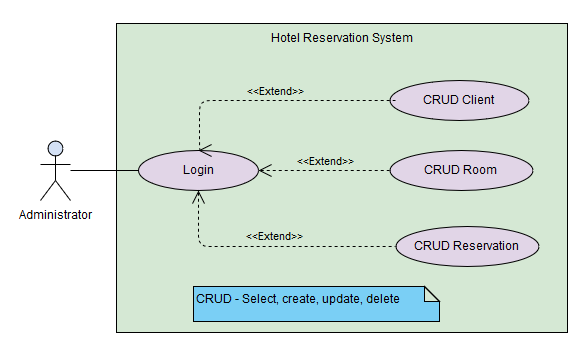 Hotel Reservation System
<<Extend>>
CRUD Client
<<Extend>>
Login
CRUD Room
Administrator
<<Extend>>
CRUD Reservation
CRUD - Select, create, update, delete